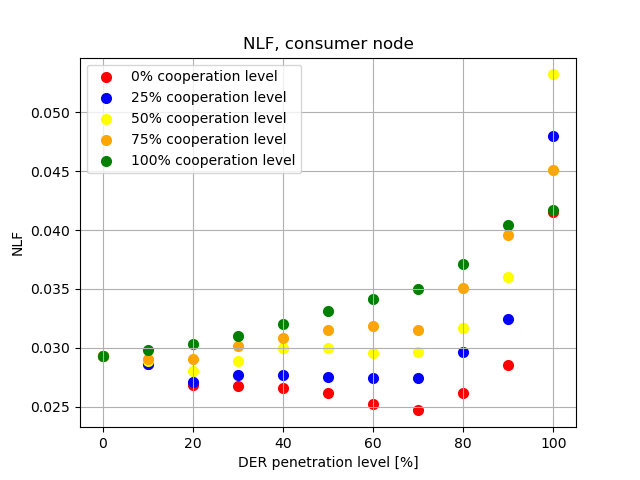 NLF, consumer node
0% cooperation level
25% cooperation level
50% cooperation level
75% cooperation level
100% cooperation level
NLF
0.050
0.045
0.040
0.035
0.030
0.025
0 20 40 60 80 100
DER penetration level [%]